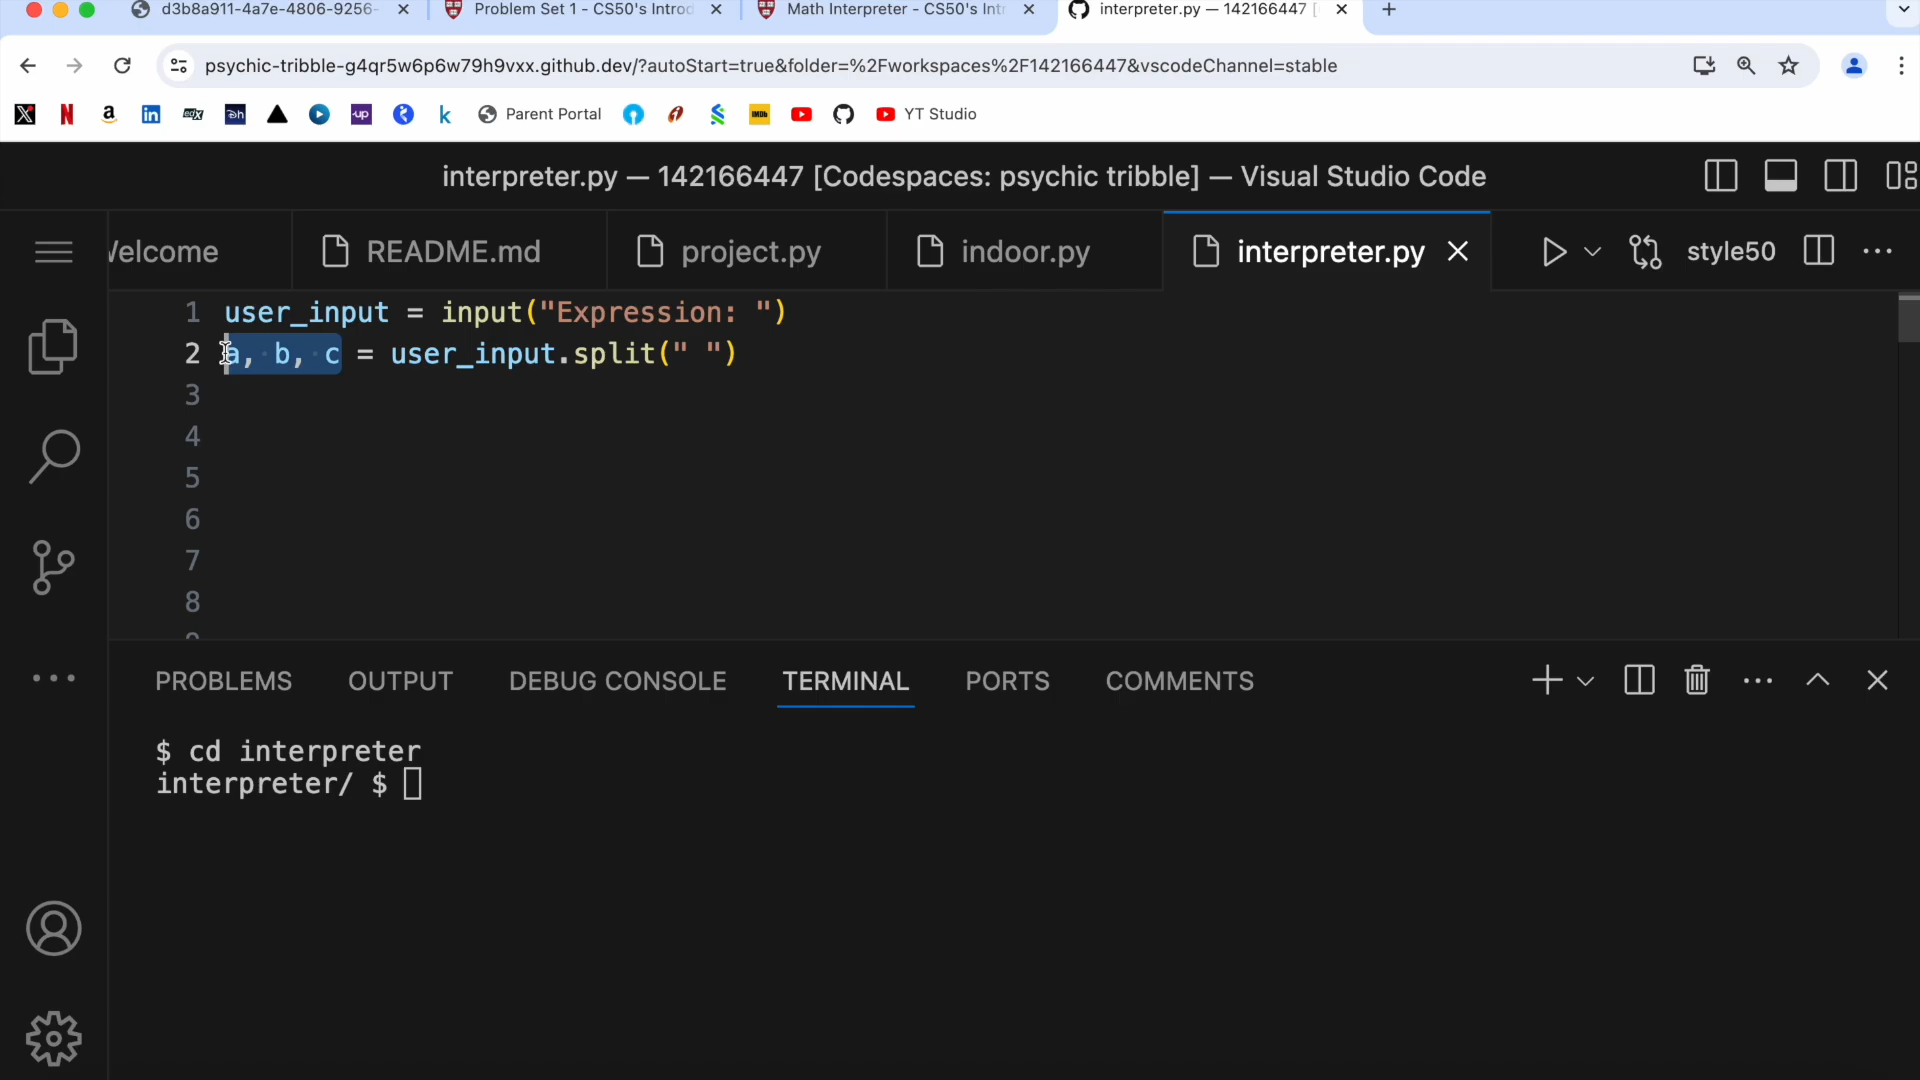 d3b8a911-4a7e-4806-9256- Problem Set 1 - CS50's Introd Math Interpreter - CS50's Intr interpreter.py — 142166447 [
psychic-tribble-g4qr5w6p6w79h9vxx.github.dev/?autoStart=true&folder=%2Fworkspaces%2F142166447&vscodeChannel=stable
Parent Portal YT Studio
interpreter.py — 142166447 [Codespaces: psychic tribble] — Visual Studio Code
Welcome README.md project.py indoor.py interpreter.py style50
1 user_input = input("Expression: ")
2 a, b, c = user_input.split(" ")
3
4
5
6
7
8
PROBLEMS OUTPUT DEBUG CONSOLE TERMINAL PORTS COMMENTS
$ cd interpreter
interpreter/ $